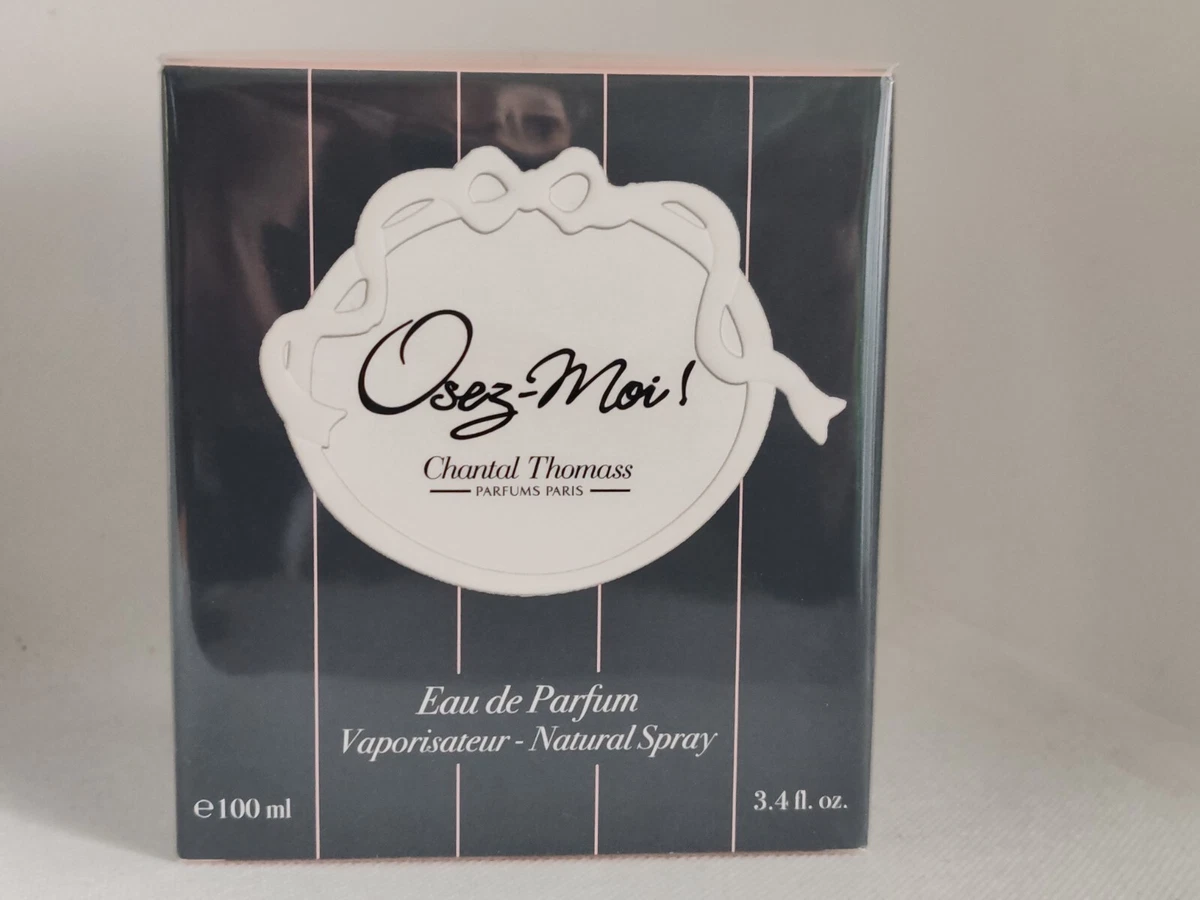 Osez-Moi!
Chantal Thomass
PARFUMS PARIS
Eau de Parfum
Vaporisateur - Natural Spray
℮100 ml
3.4 fl. oz.